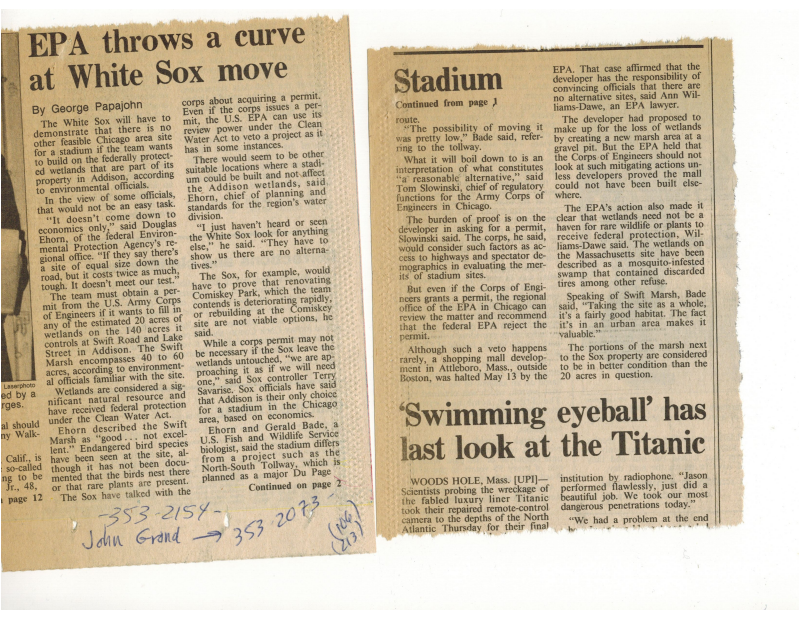 EPA throws a curve
at White Sox move
By George Papajohn
The White Sox will have to
demonstrate that there is no
other feasible Chicago area site
for a stadium if the team wants
to build on the federally protect-
ed wetlands that are part of its
property in Addison, according
to environmental officials.
In the view of some officials,
that would not be an easy task.
"It doesn't come down to
economics only," said Douglas
Ehorn, of the federal Environ-
mental Protection Agency's re-
gional office. "If they say there's
a site of equal size down the
road, but it costs twice as much,
tough. It doesn't meet our test."
The team must obtain a per-
mit from the U.S. Army Corps
of Engineers if it wants to fill in
any of the estimated 20 acres of
wetlands on the 140 acres it
controls at Swift Road and Lake
Street in Addison. The Swift
Marsh encompasses 40 to 60
acres, according to environment-
al officials familiar with the site.
Wetlands are considered a sig-
nificant natural resource and
have received federal protection
under the Clean Water Act.
Ehorn described the Swift
Marsh as "good . . . not excel-
lent." Endangered bird species
have been seen at the site, al-
though it has not been docu-
mented that the birds nest there
or that rare plants are present.
The Sox have talked with the
corps about acquiring a permit.
Even if the corps issues a per-
mit, the U.S. EPA can use its
review power under the Clean
Water Act to veto a project as it
has in some instances.
There would seem to be other
suitable locations where a stadi-
um could be built and not affect
the Addison wetlands, said
Ehorn, chief of planning and
standards for the region's water
division.
"I just haven't heard or seen
the White Sox look for anything
else," he said. "They have to
show us there are no alterna-
tives."
The Sox, for example, would
have to prove that renovating
Comiskey Park, which the team
contends is deteriorating rapidly,
or rebuilding at the Comiskey
site are not viable options, he
said.
While a corps permit may not
be necessary if the Sox leave the
wetlands untouched, "we are ap-
proaching it as if we will need
one," said Sox controller Terry
Savarise. Sox officials have said
that Addison is their only choice
for a stadium in the Chicago
area, based on economics.
Ehorn and Gerald Bade, a
U.S. Fish and Wildlife Service
biologist, said the stadium differs
from a project such as the
North-South Tollway, which is
planned as a major Du Page
Continued on page 2
Laserphoto
ed by a
rges.
al should
ny Walk-
Calif., is
so-called
ng to be
Jr., 48,
page 12
-353-2154-
John Grand → 353-2073-
(106)
(213)
Stadium
Continued from page 1
route.
"The possibility of moving it
was pretty low," Bade said, refer-
ring to the tollway.
What it will boil down to is an
interpretation of what constitutes
"a reasonable alternative," said
Tom Slowinski, chief of regulatory
functions for the Army Corps of
Engineers in Chicago.
The burden of proof is on the
developer in asking for a permit,
Slowinski said. The corps, he said,
would consider such factors as ac-
cess to highways and spectator de-
mographics in evaluating the mer-
its of stadium sites.
But even if the Corps of Engi-
neers grants a permit, the regional
office of the EPA in Chicago can
review the matter and recommend
that the federal EPA reject the
permit.
Although such a veto happens
rarely, a shopping mall develop-
ment in Attleboro, Mass., outside
Boston, was halted May 13 by the
EPA. That case affirmed that the
developer has the responsibility of
convincing officials that there are
no alternative sites, said Ann Wil-
liams-Dawe, an EPA lawyer.
The developer had proposed to
make up for the loss of wetlands
by creating a new marsh area at a
gravel pit. But the EPA held that
the Corps of Engineers should not
look at such mitigating actions un-
less developers proved the mall
could not have been built else-
where.
The EPA's action also made it
clear that wetlands need not be a
haven for rare wildlife or plants to
receive federal protection, Wil-
liams-Dawe said. The wetlands on
the Massachusetts site have been
described as a mosquito-infested
swamp that contained discarded
tires among other refuse.
Speaking of Swift Marsh, Bade
said, "Taking the site as a whole,
it's a fairly good habitat. The fact
it's in an urban area makes it
valuable."
The portions of the marsh next
to the Sox property are considered
to be in better condition than the
20 acres in question.
'Swimming eyeball' has
last look at the Titanic
WOODS HOLE, Mass. [UPI]—
Scientists probing the wreckage of
the fabled luxury liner Titanic
took their repaired remote-control
camera to the depths of the North
Atlantic Thursday for their final
institution by radiophone. "Jason
performed flawlessly, just did a
beautiful job. We took our most
dangerous penetrations today."
"We had a problem at the end